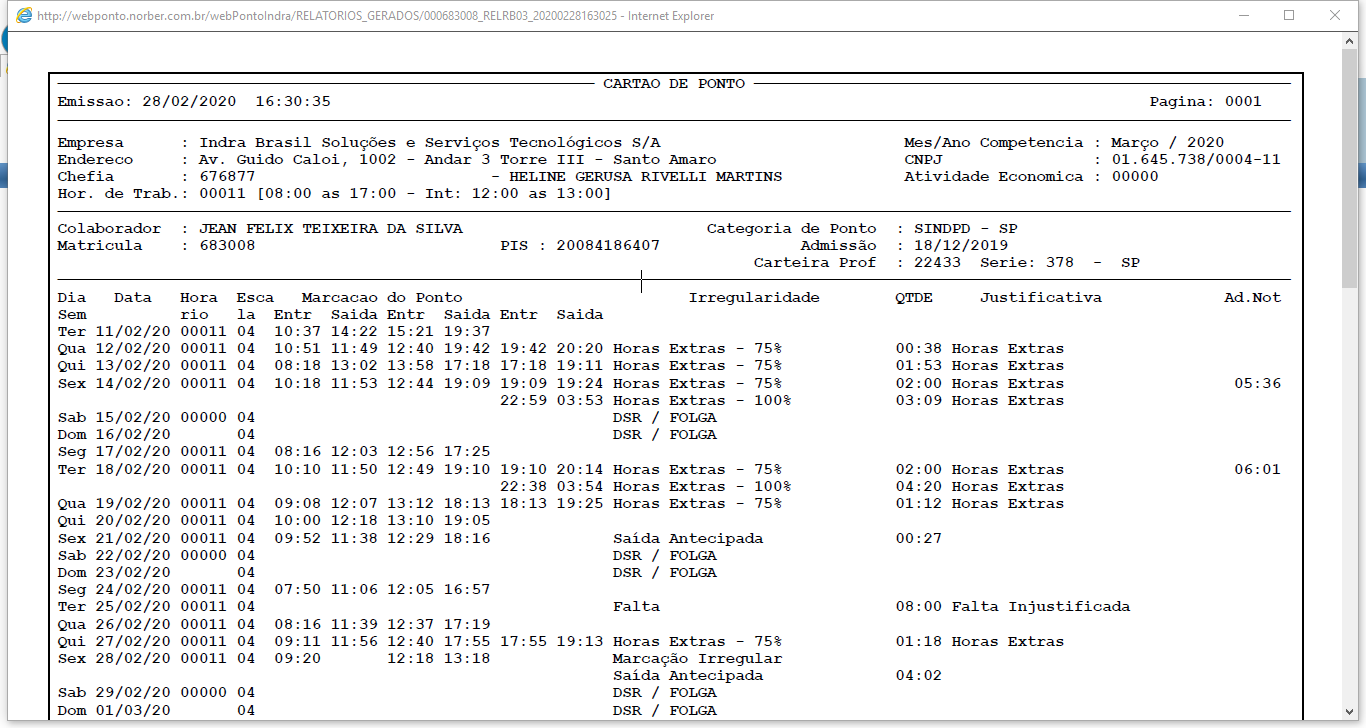 http://webponto.norber.com.br/webPontoIndra/RELATORIOS_GERADOS/000683008_RELRB03_20200228163025 - Internet Explorer
CARTAO DE PONTO
Emissao: 28/02/2020 16:30:35 Pagina: 0001
Empresa : Indra Brasil Soluções e Serviços Tecnológicos S/A Mes/Ano Competencia : Março / 2020
Endereco : Av. Guido Caloi, 1002 - Andar 3 Torre III - Santo Amaro CNPJ : 01.645.738/0004-11
Chefia : 676877 - HELINE GERUSA RIVELLI MARTINS Atividade Economica : 00000
Hor. de Trab.: 00011 [08:00 as 17:00 - Int: 12:00 as 13:00]
Colaborador : JEAN FELIX TEIXEIRA DA SILVA Categoria de Ponto : SINDPD - SP
Matricula : 683008 PIS : 20084186407 Admissão : 18/12/2019
Carteira Prof : 22433 Serie: 378 - SP
Dia Data Hora Esca Marcacao do Ponto Irregularidade QTDE Justificativa Ad.Not
Sem rio la Entr Saida Entr Saida Entr Saida
Ter 11/02/20 00011 04 10:37 14:22 15:21 19:37
Qua 12/02/20 00011 04 10:51 11:49 12:40 19:42 19:42 20:20 Horas Extras - 75% 00:38 Horas Extras
Qui 13/02/20 00011 04 08:18 13:02 13:58 17:18 17:18 19:11 Horas Extras - 75% 01:53 Horas Extras
Sex 14/02/20 00011 04 10:18 11:53 12:44 19:09 19:09 19:24 Horas Extras - 75% 02:00 Horas Extras 05:36
22:59 03:53 Horas Extras - 100% 03:09 Horas Extras
Sab 15/02/20 00000 04 DSR / FOLGA
Dom 16/02/20 04 DSR / FOLGA
Seg 17/02/20 00011 04 08:16 12:03 12:56 17:25
Ter 18/02/20 00011 04 10:10 11:50 12:49 19:10 19:10 20:14 Horas Extras - 75% 02:00 Horas Extras 06:01
22:38 03:54 Horas Extras - 100% 04:20 Horas Extras
Qua 19/02/20 00011 04 09:08 12:07 13:12 18:13 18:13 19:25 Horas Extras - 75% 01:12 Horas Extras
Qui 20/02/20 00011 04 10:00 12:18 13:10 19:05
Sex 21/02/20 00011 04 09:52 11:38 12:29 18:16 Saída Antecipada 00:27
Sab 22/02/20 00000 04 DSR / FOLGA
Dom 23/02/20 04 DSR / FOLGA
Seg 24/02/20 00011 04 07:50 11:06 12:05 16:57
Ter 25/02/20 00011 04 Falta 08:00 Falta Injustificada
Qua 26/02/20 00011 04 08:16 11:39 12:37 17:19
Qui 27/02/20 00011 04 09:11 11:56 12:40 17:55 17:55 19:13 Horas Extras - 75% 01:18 Horas Extras
Sex 28/02/20 00011 04 09:20 12:18 13:18 Marcação Irregular
Saída Antecipada 04:02
Sab 29/02/20 00000 04 DSR / FOLGA
Dom 01/03/20 04 DSR / FOLGA